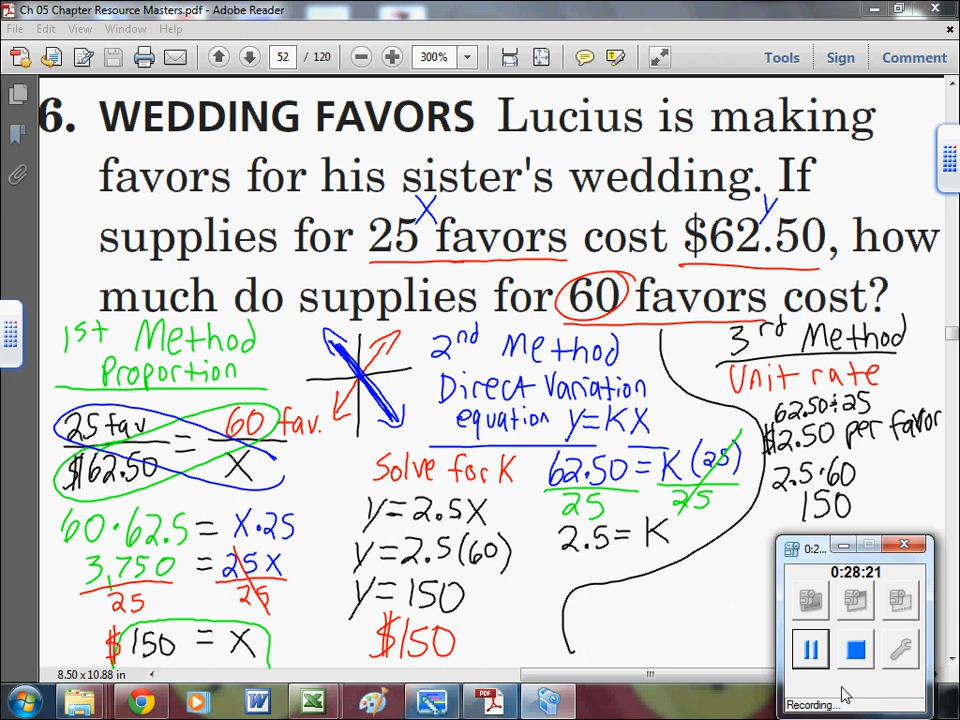 Ch 05 Chapter Resource Masters.pdf - Adobe Reader
File Edit View Window Help
52 / 120 300% Tools Sign Comment
6. WEDDING FAVORS Lucius is making
favors for his sister's wedding. If
x y
supplies for 25 favors cost $62.50, how
much do supplies for 60 favors cost?
1st Method
Proportion
25 fav = 60 fav.
$62.50 X
60·62.5 = X·25
3,750 = 25X
25 25
$150 = X
2nd Method
Direct Variation
equation y=KX
Solve for K
y=2.5X
y=2.5(60)
y=150
$150
62.50 = K(25)
25 25
2.5 = K
3rd Method
Unit rate
62.50÷25
$2.50 per favor
2.5·60
150
0:2...
0:28:21
Recording...
8.50 x 10.88 in